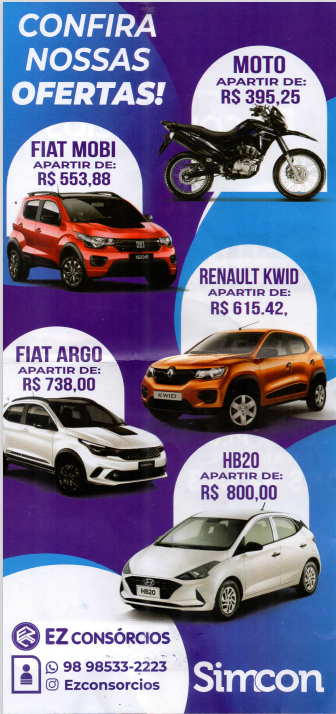 CONFIRA
NOSSAS
OFERTAS!
MOTO
APARTIR DE:
R$ 395,25
FIAT MOBI
APARTIR DE:
R$ 553,88
RENAULT KWID
APARTIR DE:
R$ 615.42,
FIAT ARGO
APARTIR DE:
R$ 738,00
KWID
HB20
APARTIR DE:
R$ 800,00
HB20
EZ CONSÓRCIOS
98 98533-2223
Ezconsorcios
Simcon